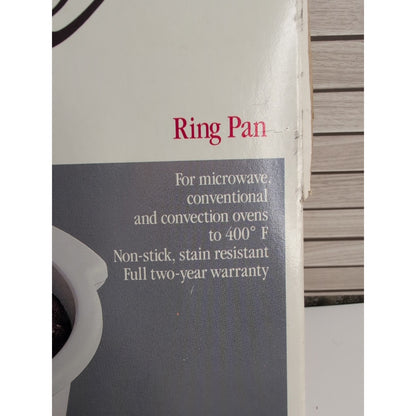 Ring Pan
For microwave,
conventional
and convection ovens
to 400° F
Non-stick, stain resistant
Full two-year warranty